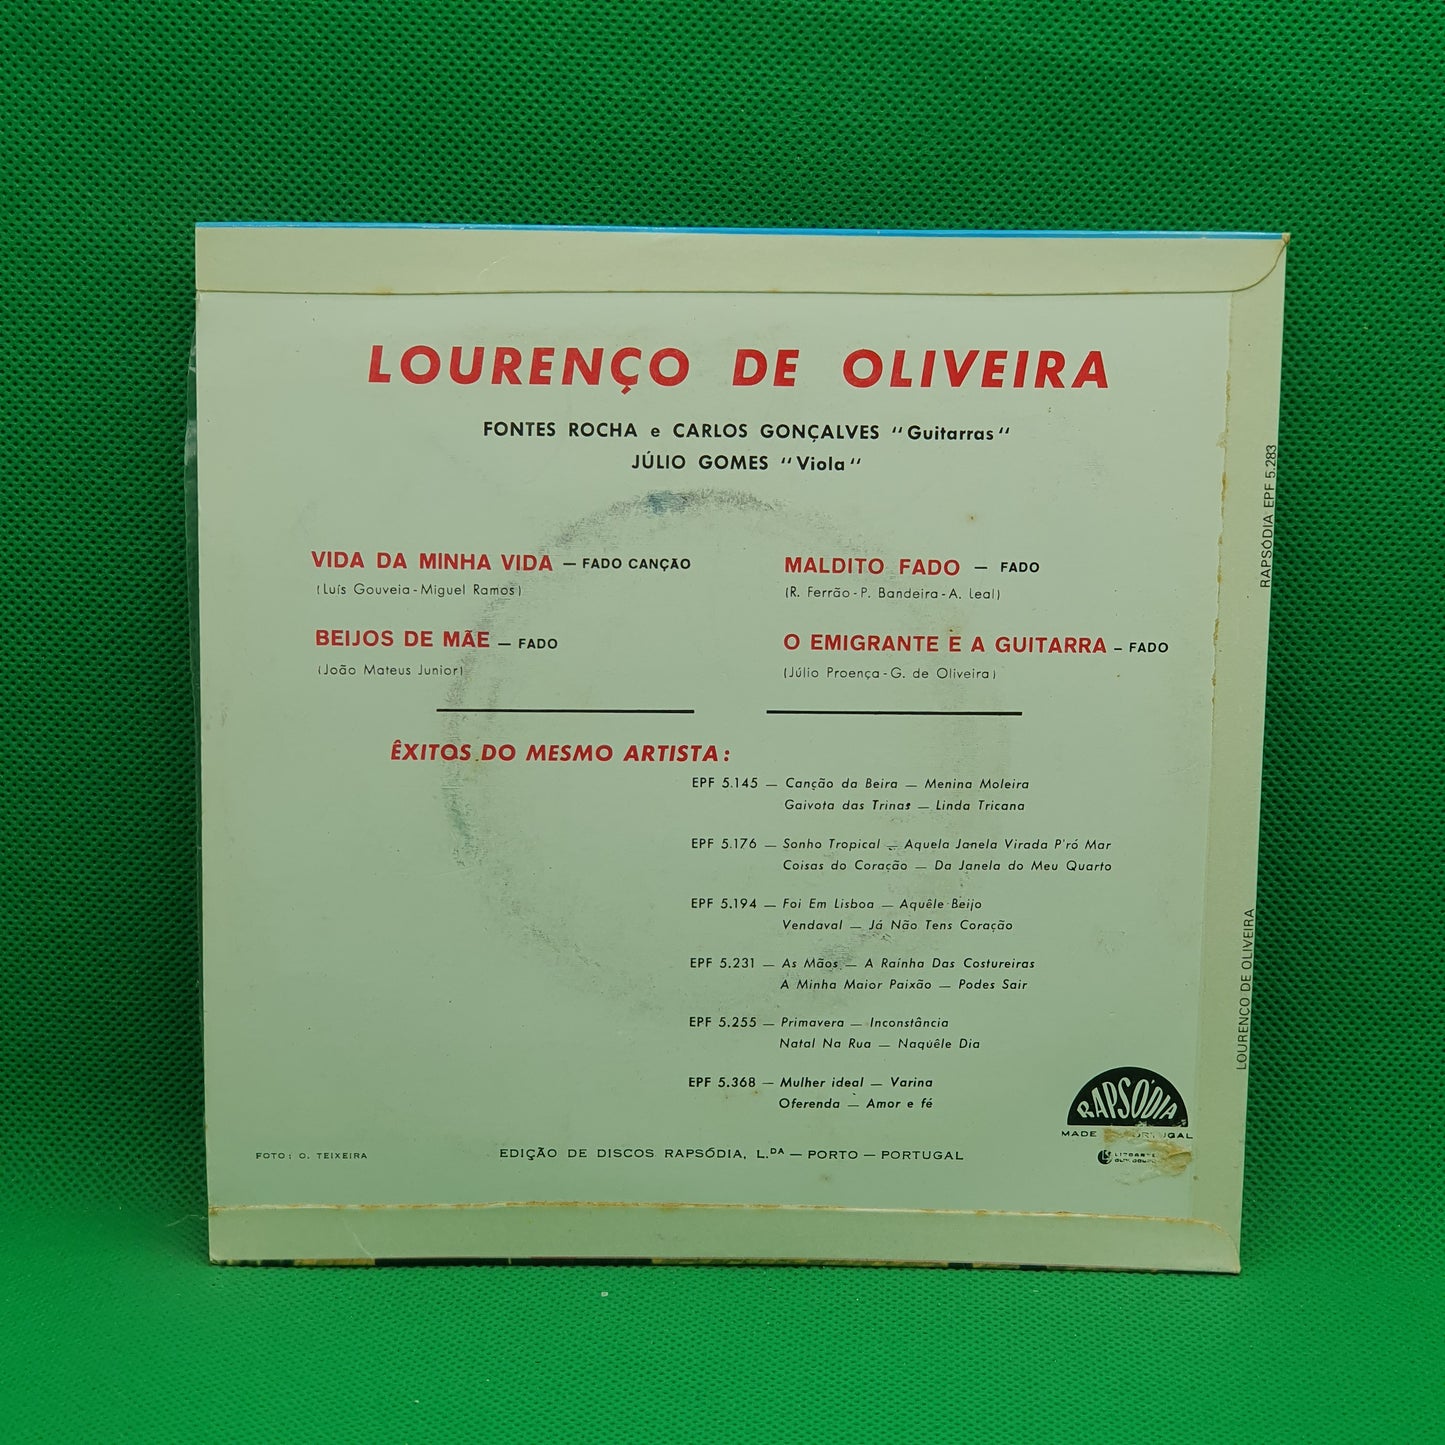 LOURENÇO DE OLIVEIRA
FONTES ROCHA e CARLOS GONÇALVES "Guitarras"
JÚLIO GOMES "Viola"
VIDA DA MINHA VIDA — FADO CANÇÃO
(Luís Gouveia - Miguel Ramos)
BEIJOS DE MÃE — FADO
(João Mateus Junior)
MALDITO FADO — FADO
(R. Ferrão - P. Bandeira - A. Leal)
O EMIGRANTE E A GUITARRA – FADO
(Júlio Proença - G. de Oliveira)
ÊXITOS DO MESMO ARTISTA:
EPF 5.145 — Canção da Beira — Menina Moleira
Gaivota das Trinas — Linda Tricana
EPF 5.176 — Sonho Tropical — Aquela Janela Virada P'ró Mar
Coisas do Coração — Da Janela do Meu Quarto
EPF 5.194 — Foi Em Lisboa — Aquêle Beijo
Vendaval — Já Não Tens Coração
EPF 5.231 — As Mãos — A Raínha Das Costureiras
A Minha Maior Paixão — Podes Sair
EPF 5.255 — Primavera — Inconstância
Natal Na Rua — Naquêle Dia
EPF 5.368 — Mulher ideal — Varina
Oferenda — Amor e fé
RAPSÓDIA
MADE PORTUGAL
FOTO: O. TEIXEIRA
EDIÇÃO DE DISCOS RAPSÓDIA, L.DA — PORTO — PORTUGAL
RAPSÓDIA EPF 5.283
LOURENÇO DE OLIVEIRA